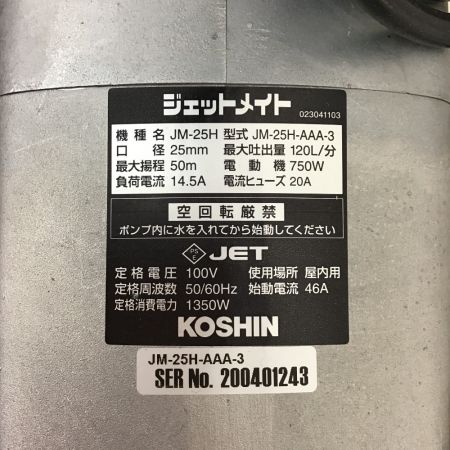 ジェットメイト
023041103
機種名 JM-25H 型式 JM-25H-AAA-3
口径 25mm 最大吐出量 120L/分
最大揚程 50m 電動機 750W
負荷電流 14.5A 電流ヒューズ 20A
空回転厳禁
ポンプ内に水を入れてから始動してください
PS E JET
定格電圧 100V 使用場所 屋内用
定格周波数 50/60Hz 始動電流 46A
定格消費電力 1350W
KOSHIN
JM-25H-AAA-3
SER No. 200401243